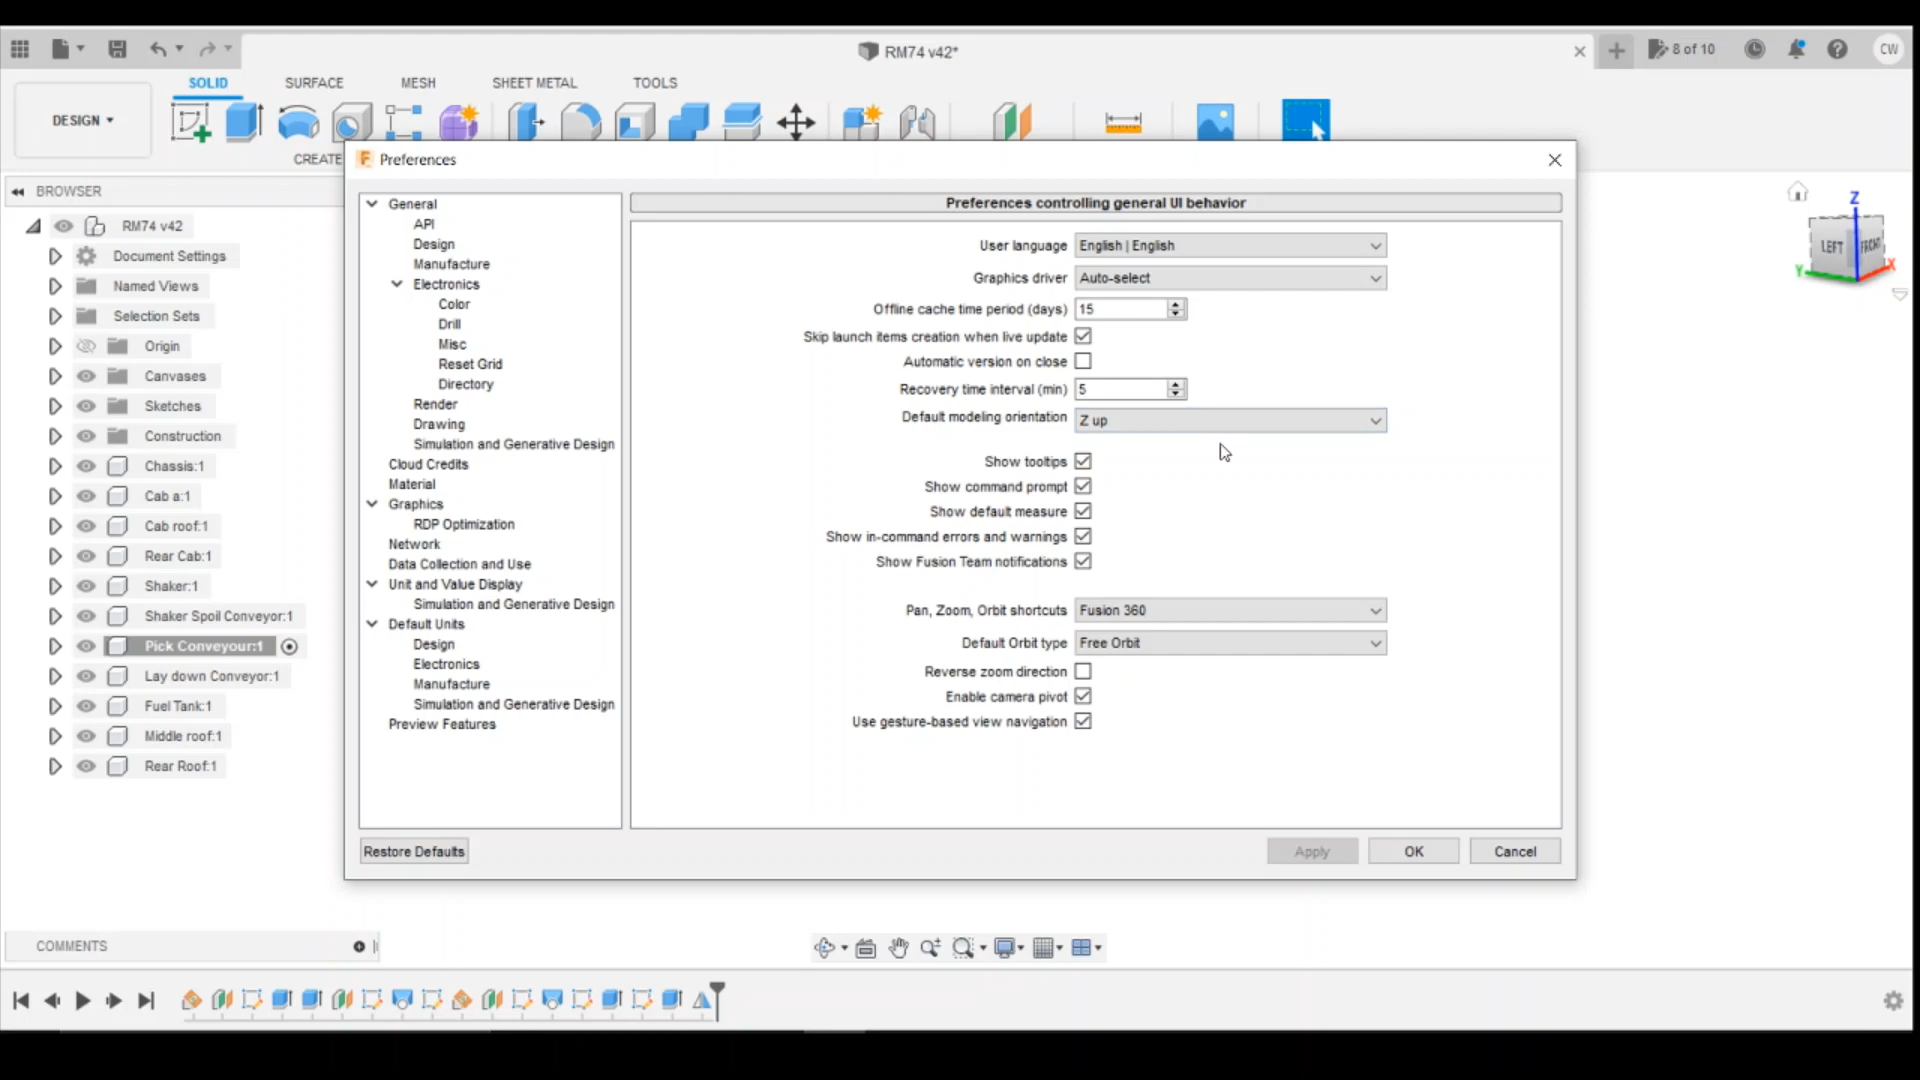 RM74 v42*
8 of 10
CW
DESIGN
SOLID SURFACE MESH SHEET METAL TOOLS
CREATE
F Preferences
BROWSER
RM74 v42
Document Settings
Named Views
Selection Sets
Origin
Canvases
Sketches
Construction
Chassis:1
Cab a:1
Cab roof:1
Rear Cab:1
Shaker:1
Shaker Spoil Conveyor:1
Pick Conveyour:1
Lay down Conveyor:1
Fuel Tank:1
Middle roof:1
Rear Roof:1
General
API
Design
Manufacture
Electronics
Color
Drill
Misc
Reset Grid
Directory
Render
Drawing
Simulation and Generative Design
Cloud Credits
Material
Graphics
RDP Optimization
Network
Data Collection and Use
Unit and Value Display
Simulation and Generative Design
Default Units
Design
Electronics
Manufacture
Simulation and Generative Design
Preview Features
Preferences controlling general UI behavior
User language English | English
Graphics driver Auto-select
Offline cache time period (days) 15
Skip launch items creation when live update
Automatic version on close
Recovery time interval (min) 5
Default modeling orientation Z up
Show tooltips
Show command prompt
Show default measure
Show in-command errors and warnings
Show Fusion Team notifications
Pan, Zoom, Orbit shortcuts Fusion 360
Default Orbit type Free Orbit
Reverse zoom direction
Enable camera pivot
Use gesture-based view navigation
Restore Defaults Apply OK Cancel
Z
LEFT FRONT
Y X
COMMENTS